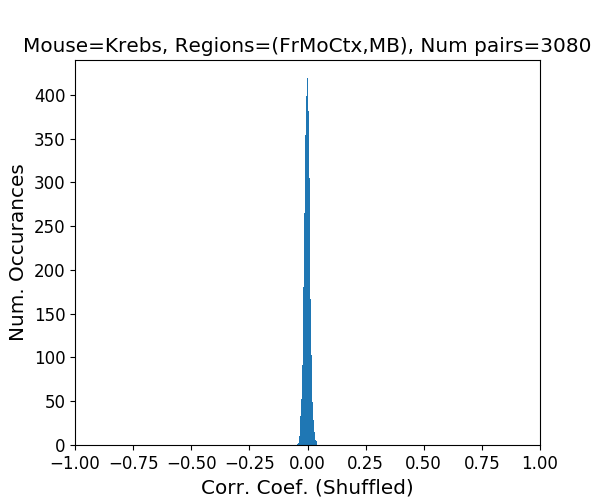 Mouse=Krebs, Regions=(FrMoCtx,MB), Num pairs=3080
Num. Occurances
400
350
300
250
200
150
100
50
0
−1.00 −0.75 −0.50 −0.25 0.00 0.25 0.50 0.75 1.00
Corr. Coef. (Shuffled)